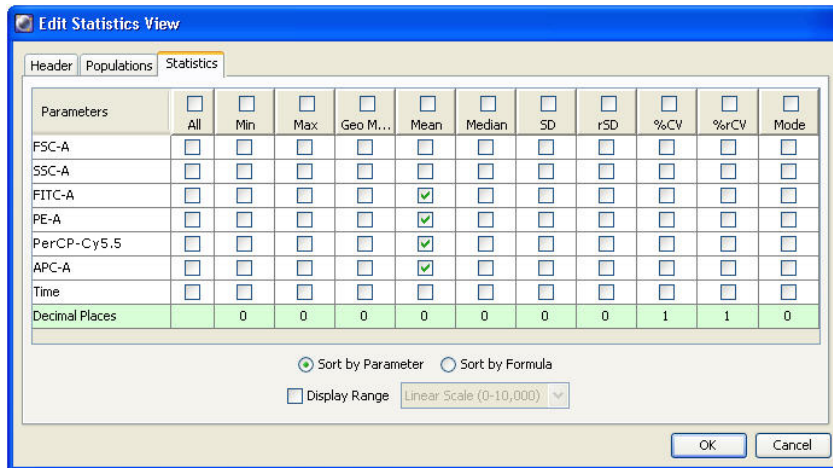 Edit Statistics View
Header Populations Statistics
Parameters All Min Max Geo M... Mean Median SD rSD %CV %rCV Mode
FSC-A
SSC-A
FITC-A
PE-A
PerCP-Cy5.5
APC-A
Time
Decimal Places 0 0 0 0 0 0 0 1 1 0
Sort by Parameter Sort by Formula
Display Range Linear Scale (0-10,000)
OK Cancel